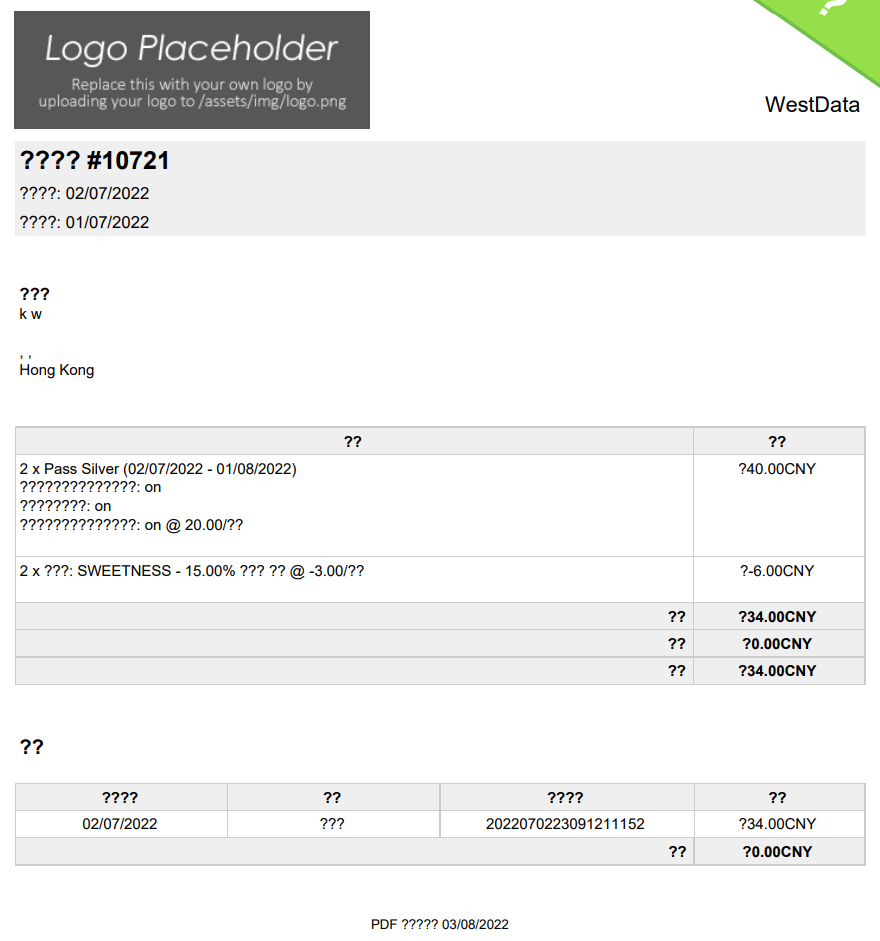 ?
Logo Placeholder
Replace this with your own logo by
uploading your logo to /assets/img/logo.png
WestData
???? #10721
????: 02/07/2022
????: 01/07/2022
???
k w
, ,
Hong Kong
?? ??
2 x Pass Silver (02/07/2022 - 01/08/2022) ?40.00CNY
??????????????: on
????????: on
??????????????: on @ 20.00/??
2 x ???: SWEETNESS - 15.00% ??? ?? @ -3.00/?? ?-6.00CNY
?? ?34.00CNY
?? ?0.00CNY
?? ?34.00CNY
??
???? ?? ???? ??
02/07/2022 ??? 2022070223091211152 ?34.00CNY
?? ?0.00CNY
PDF ????? 03/08/2022